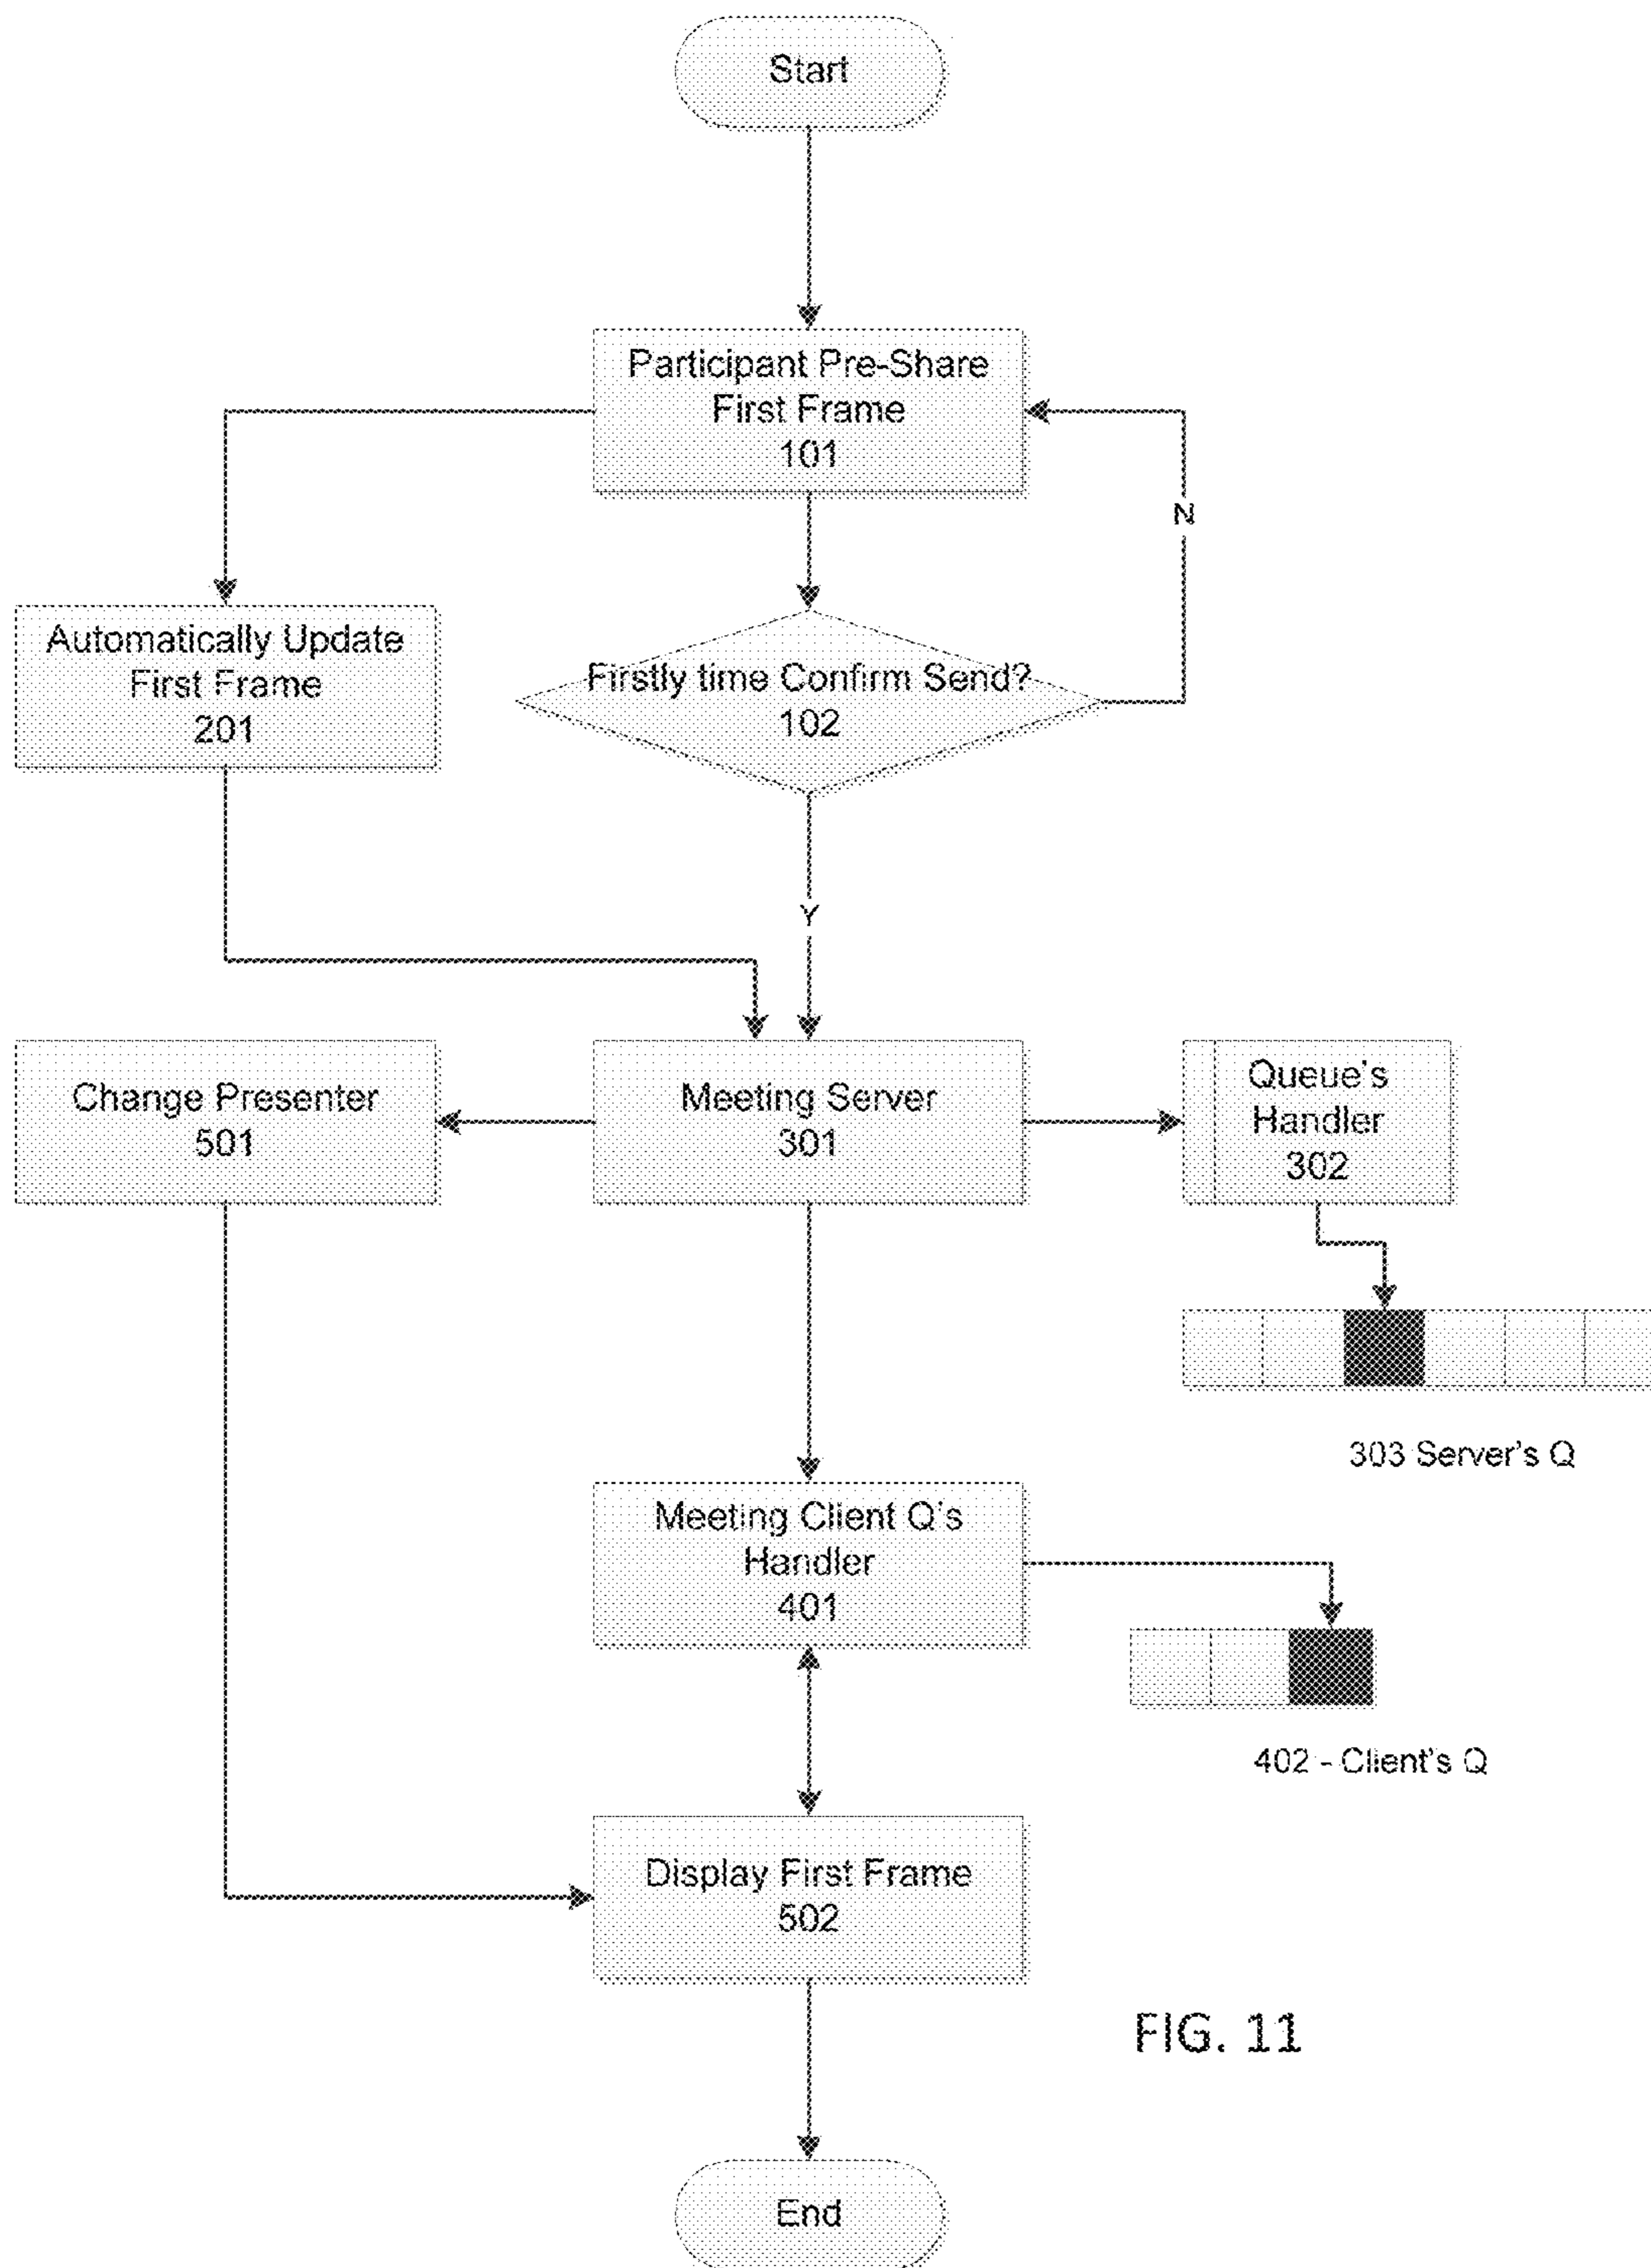 Start
Participant Pre-Share
First Frame
101
N
Automatically Update
First Frame
201
Firstly time Confirm Send?
102
Y
Change Presenter
501
Meeting Server
301
Queue's
Handler
302
303 Server's Q
Meeting Client Q's
Handler
401
402 - Client's Q
Display First Frame
502
FIG. 11
End